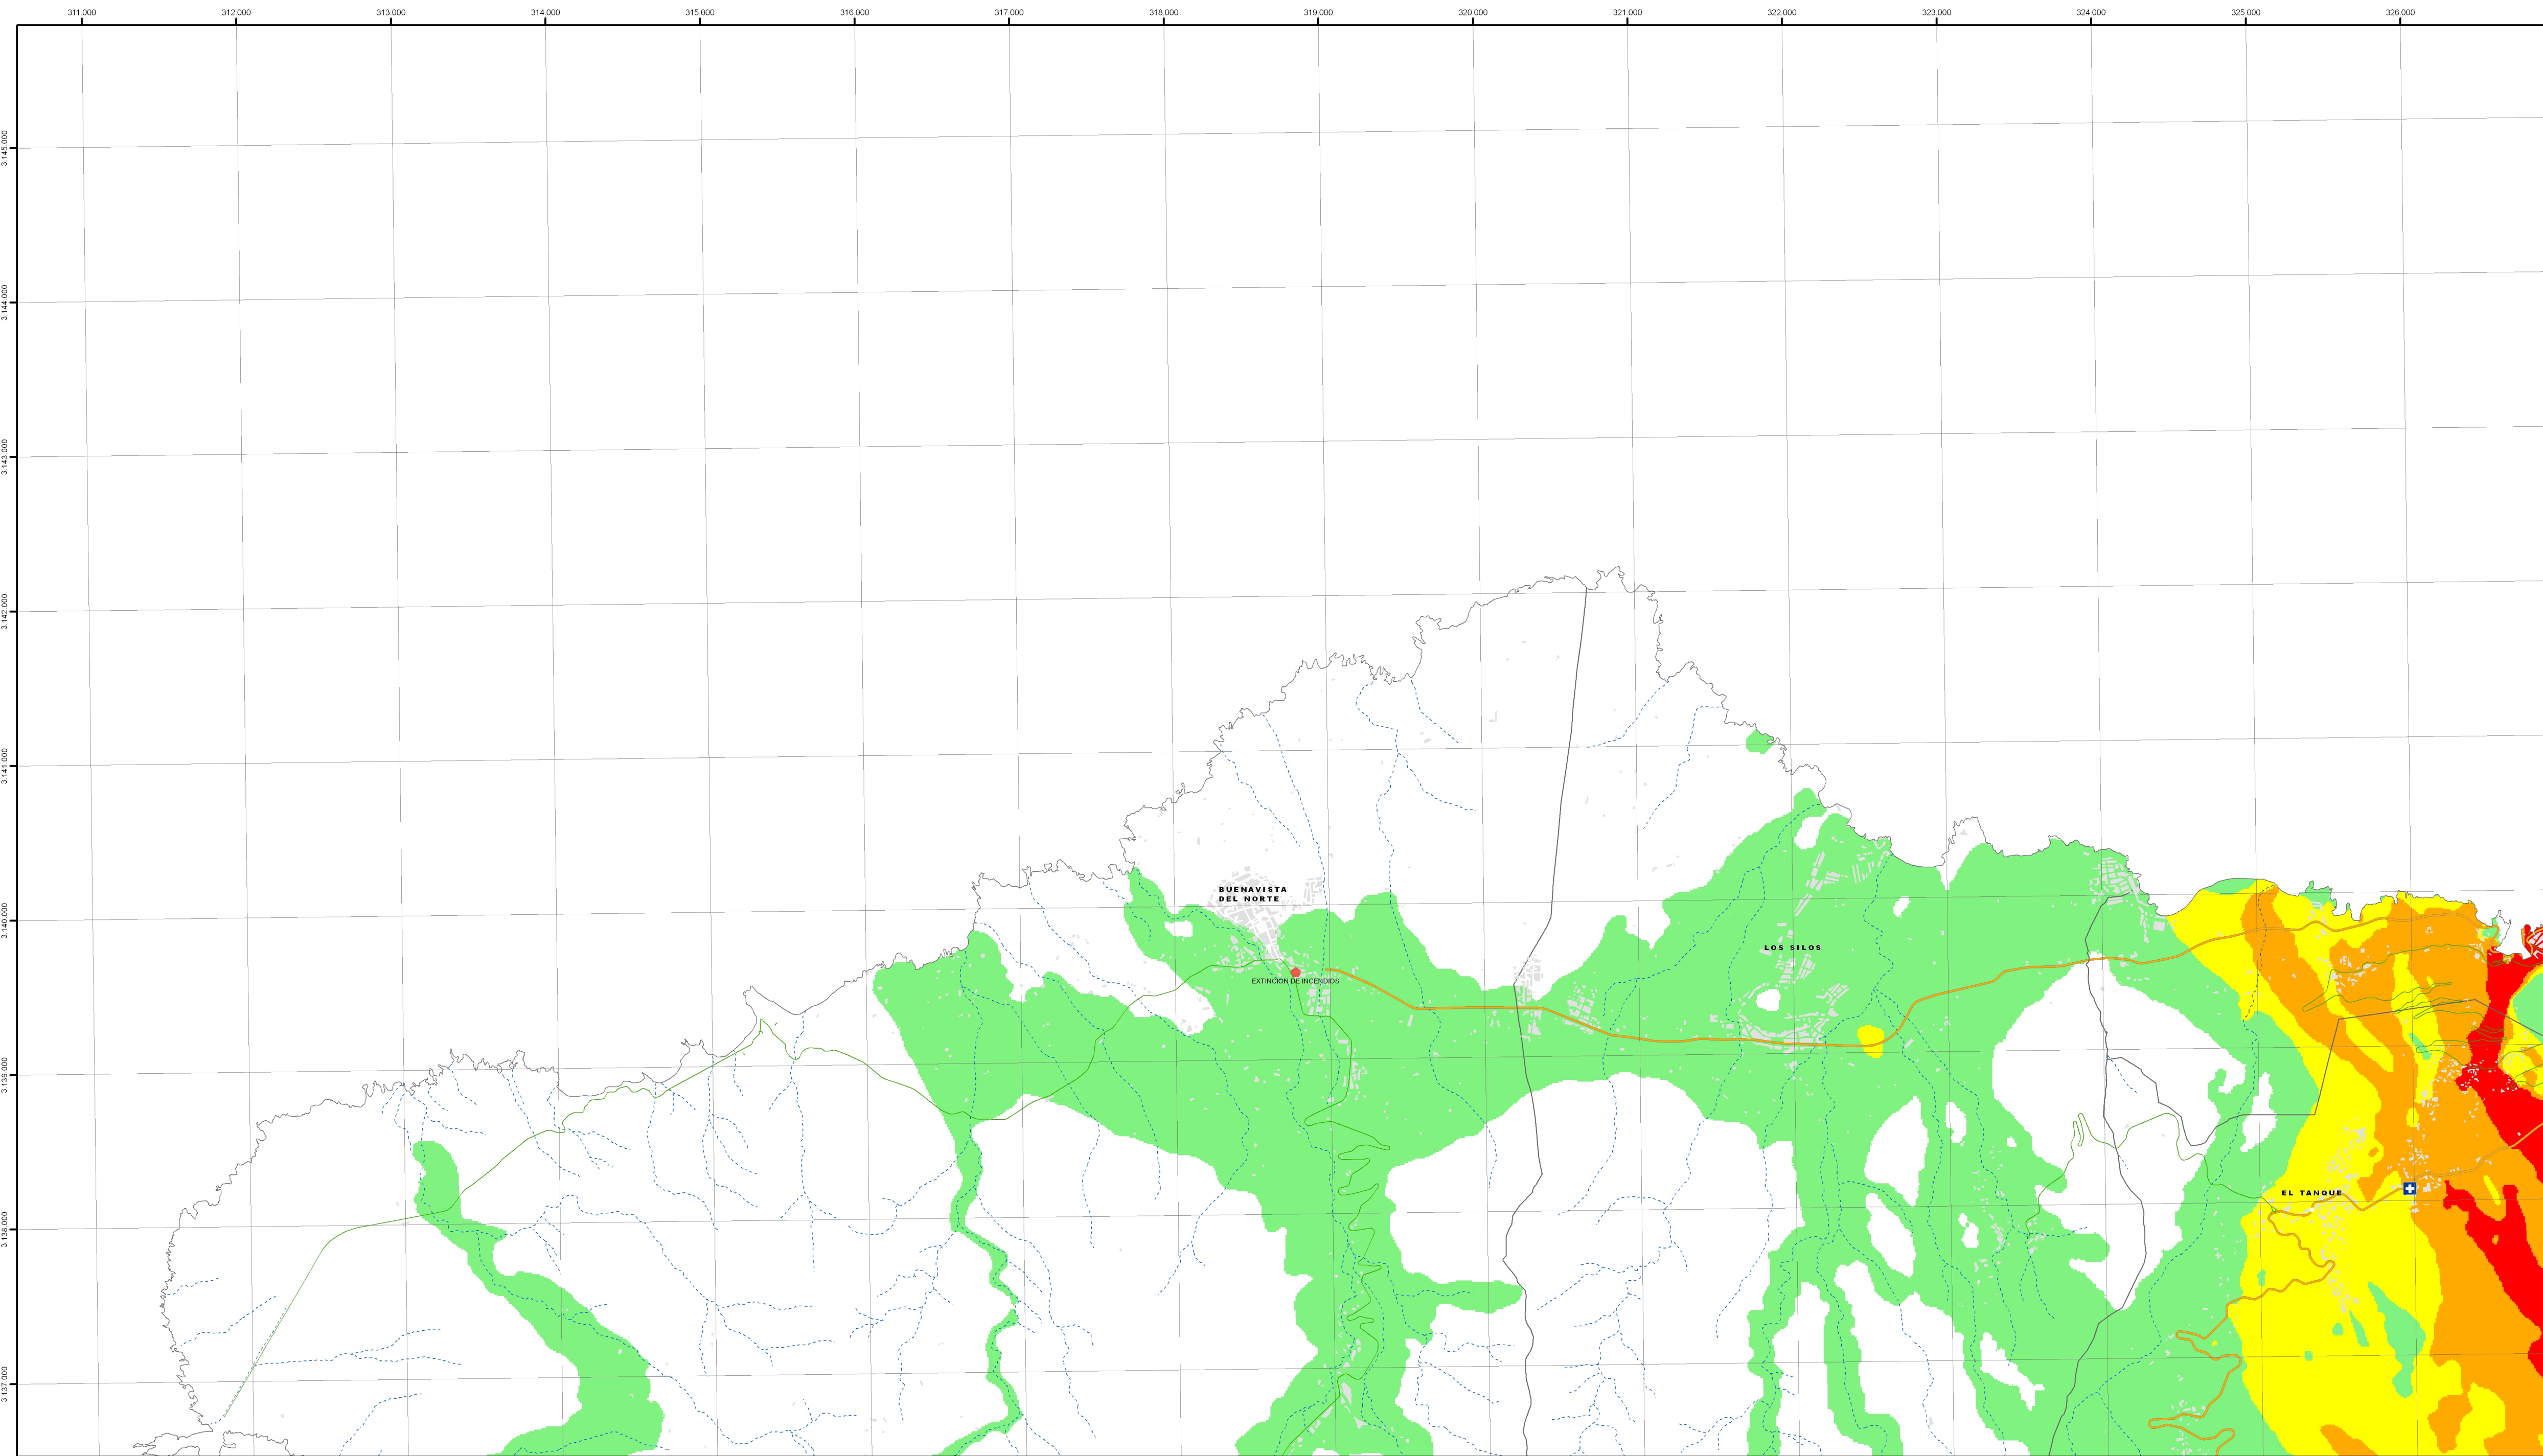 311.000 312.000 313.000 314.000 315.000 316.000 317.000 318.000 319.000 320.000 321.000 322.000 323.000 324.000 325.000 326.000
3.145.000
3.144.000
3.143.000
3.142.000
3.141.000
3.140.000
3.139.000
3.138.000
3.137.000
BUENAVISTA
DEL NORTE
LOS SILOS
EXTINCION DE INCENDIOS
EL TANQUE